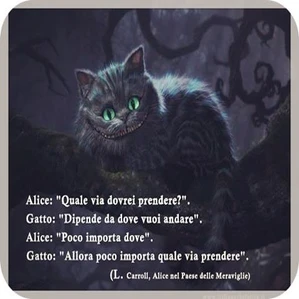 Alice: "Quale via dovrei prendere?".
Gatto: "Dipende da dove vuoi andare".
Alice: "Poco importa dove".
Gatto: "Allora poco importa quale via prendere".
(L. Carroll, Alice nel Paese delle Meraviglie)